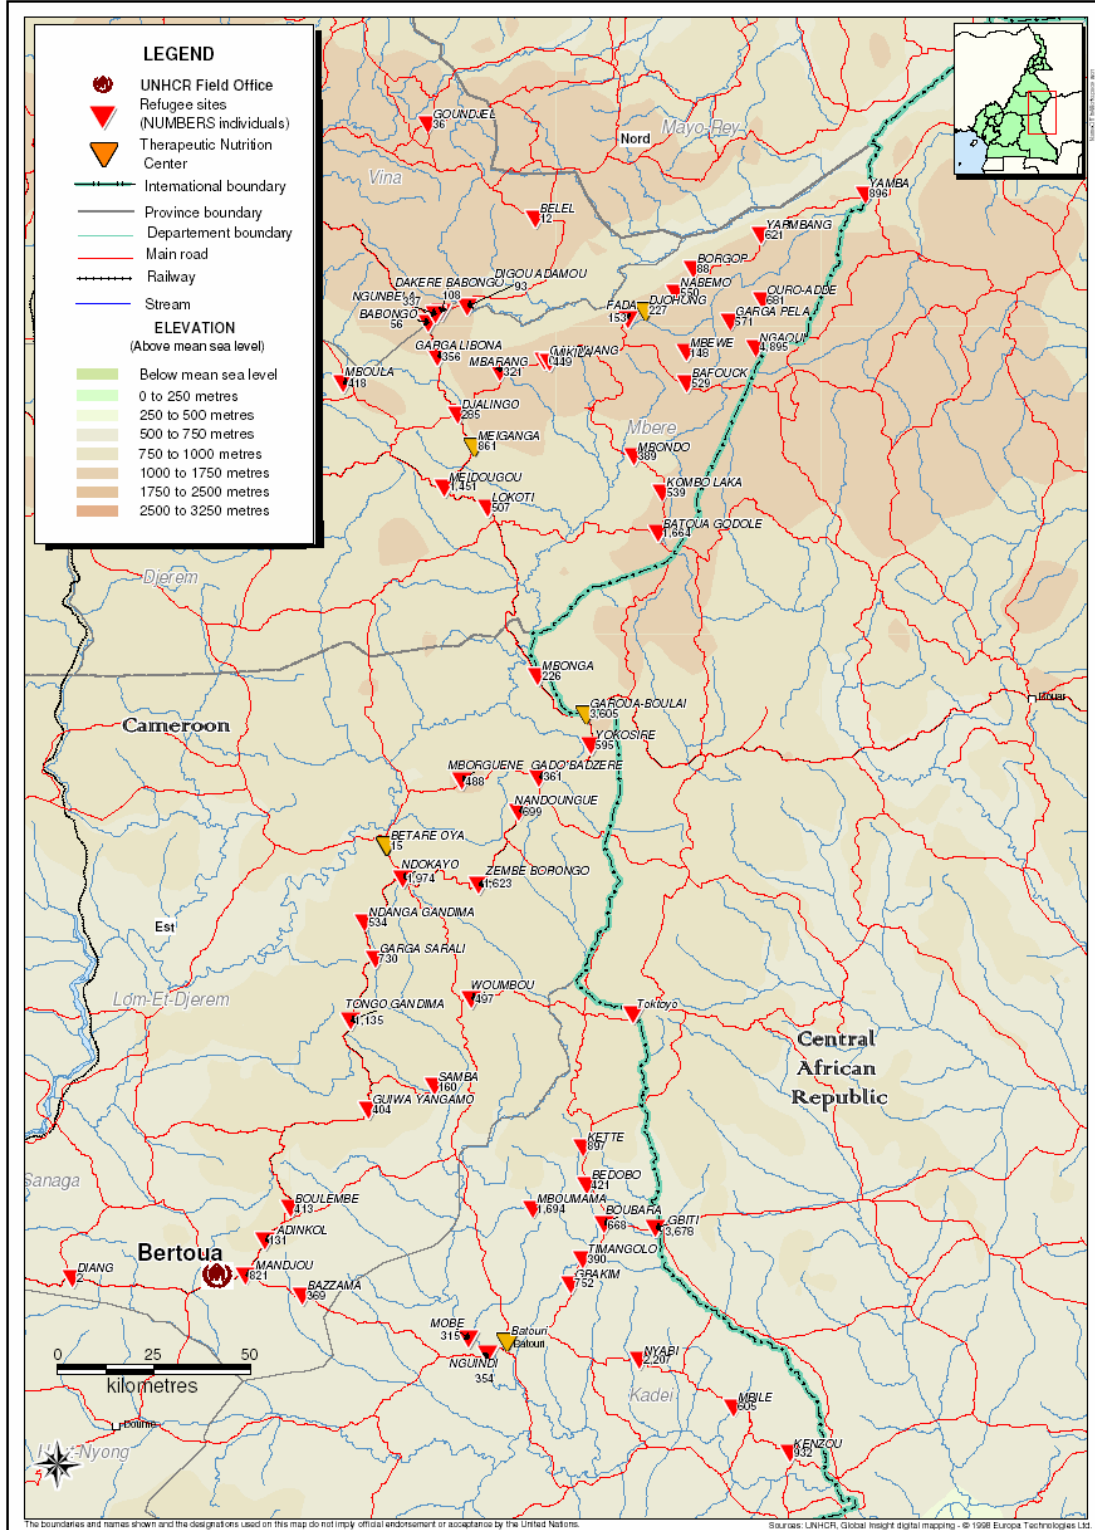 LEGEND
UNHCR Field Office
Refugee sites
(NUMBERS individuals)
Therapeutic Nutrition
Center
International boundary
Province boundary
Departement boundary
Main road
Railway
Stream
ELEVATION
(Above mean sea level)
Below mean sea level
0 to 250 metres
250 to 500 metres
500 to 750 metres
750 to 1000 metres
1000 to 1750 metres
1750 to 2500 metres
2500 to 3250 metres
GOUNDJEL
36
Mayo-Rey
Nord
Vina
YAMBA
896
BELEL
12
YARMBANG
621
BORGOP
88
DIGOU ADAMOU
93
DAKERE BABONGO
108
NABEMO
550
NGUNBELA
337
OURO-ADDE
681
FADA
153
DJOHONG
227
BABONGO
56
GARGA PELA
571
GARGA LIBONA
356
MBEWE
148
NGAOUI
4,895
MIKILA
449
MBARANG
321
MBOULA
418
BAFOUCK
529
DJALINGO
285
Mbere
MEIGANGA
861
MBONDO
389
MEIDOUGOU
1,451
KOMBO LAKA
539
LOKOTI
507
BATOUA GODOLE
1,664
Djerem
MBONGA
226
Bouar
GAROUA-BOULAI
3,605
Cameroon
YOKOSIRE
595
MBORGUENE
488
GADO BADZERE
361
NANDOUNGUE
699
BETARE OYA
15
NDOKAYO
1,974
ZEMBE BORONGO
1,623
NDANGA GANDIMA
534
Est
GARGA SARALI
730
WOUMBOU
497
Lom-Et-Djerem
TONGO GANDIMA
1,135
Toktoyo
Central
African
Republic
SAMBA
160
GUIWA YANGAMO
404
KETTE
897
Sanaga
BEDOBO
421
BOULEMBE
413
MBOUMAMA
1,694
BOUBARA
668
GBITI
3,678
ADINKOL
131
Bertoua
TIMANGOLO
390
DIANG
2
MANDJOU
821
GBAKIM
752
BAZZAMA
369
MOBE
315
Batouri
Batouri
NGUINDI
354
NYABI
2,207
0 25 50
kilometres
Kadei
MBILE
605
Doume
KENZOU
932
Haut-Nyong
The boundaries and names shown and the designations used on this map do not imply official endorsement or acceptance by the United Nations.
Sources: UNHCR, Global Insight digital mapping - © 1998 Europa Technologies Ltd.